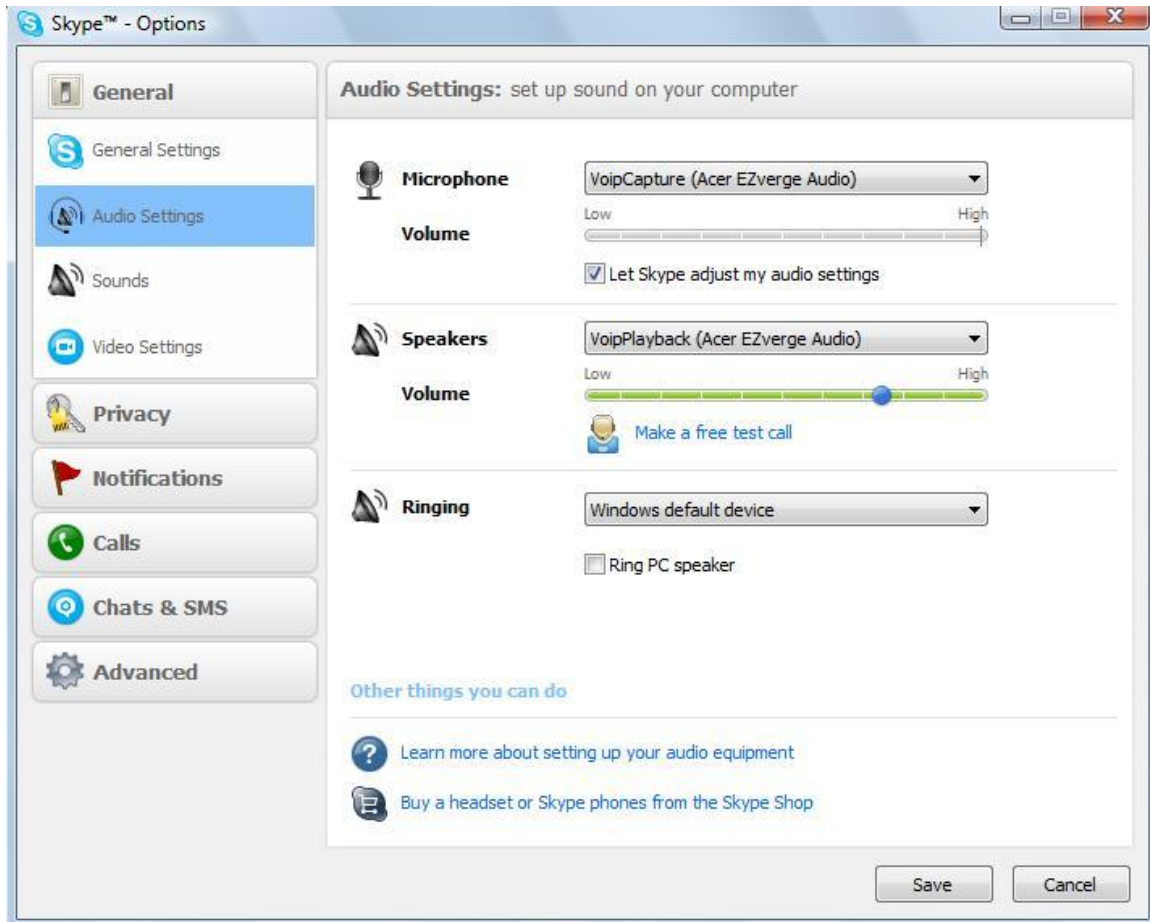 Skype™ - Options
General
General Settings
Audio Settings
Sounds
Video Settings
Privacy
Notifications
Calls
Chats & SMS
Advanced
Audio Settings: set up sound on your computer
Microphone
VoipCapture (Acer EZverge Audio)
Volume
Low High
Let Skype adjust my audio settings
Speakers
VoipPlayback (Acer EZverge Audio)
Volume
Low High
Make a free test call
Ringing
Windows default device
Ring PC speaker
Other things you can do
Learn more about setting up your audio equipment
Buy a headset or Skype phones from the Skype Shop
Save
Cancel